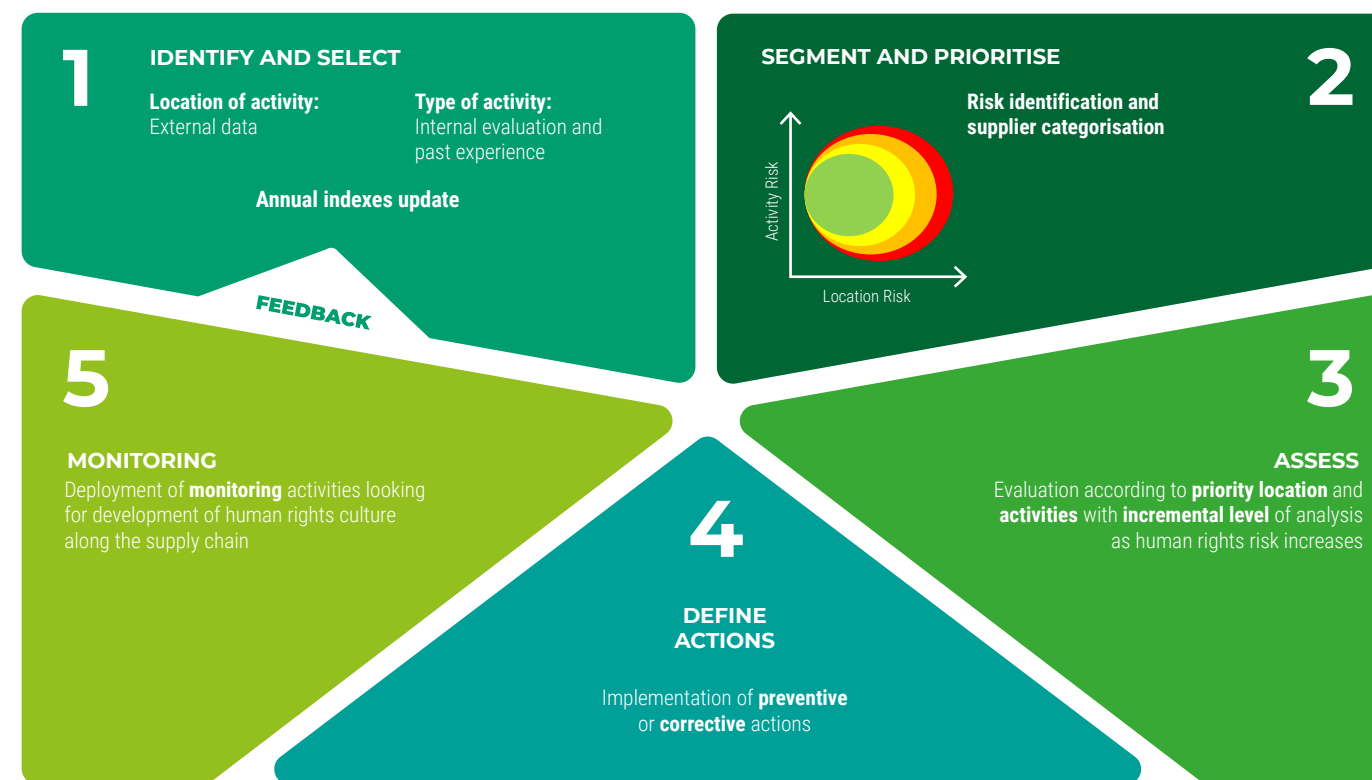 1
IDENTIFY AND SELECT
Location of activity:
External data
Type of activity:
Internal evaluation and
past experience
Annual indexes update
FEEDBACK
2
SEGMENT AND PRIORITISE
Risk identification and
supplier categorisation
Activity Risk
Location Risk
3
ASSESS
Evaluation according to priority location and
activities with incremental level of analysis
as human rights risk increases
4
DEFINE
ACTIONS
Implementation of preventive
or corrective actions
5
MONITORING
Deployment of monitoring activities looking
for development of human rights culture
along the supply chain